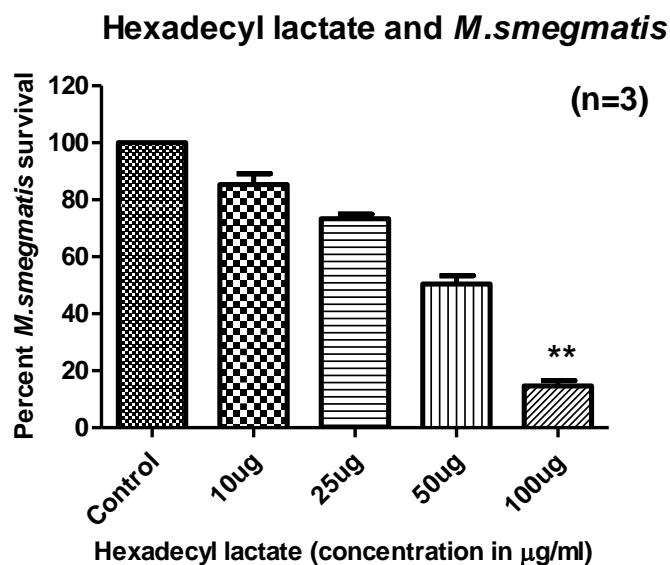 Hexadecyl lactate and M.smegmatis
(n=3)
Percent M.smegmatis survival
120
100
80
60
40
20
0
**
Control
10ug
25ug
50ug
100ug
Hexadecyl lactate (concentration in µg/ml)